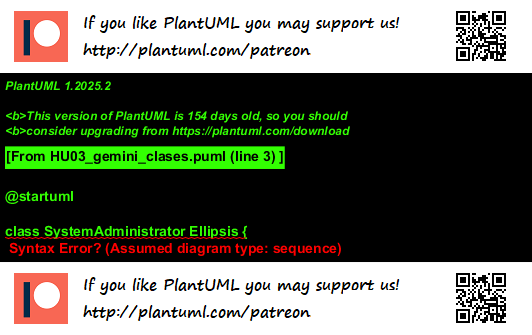 If you like PlantUML you may support us!
http://plantuml.com/patreon
PlantUML 1.2025.2
<b>This version of PlantUML is 154 days old, so you should
<b>consider upgrading from https://plantuml.com/download
[From HU03_gemini_clases.puml (line 3) ]
@startuml
class SystemAdministrator Ellipsis {
Syntax Error? (Assumed diagram type: sequence)
If you like PlantUML you may support us!
http://plantuml.com/patreon